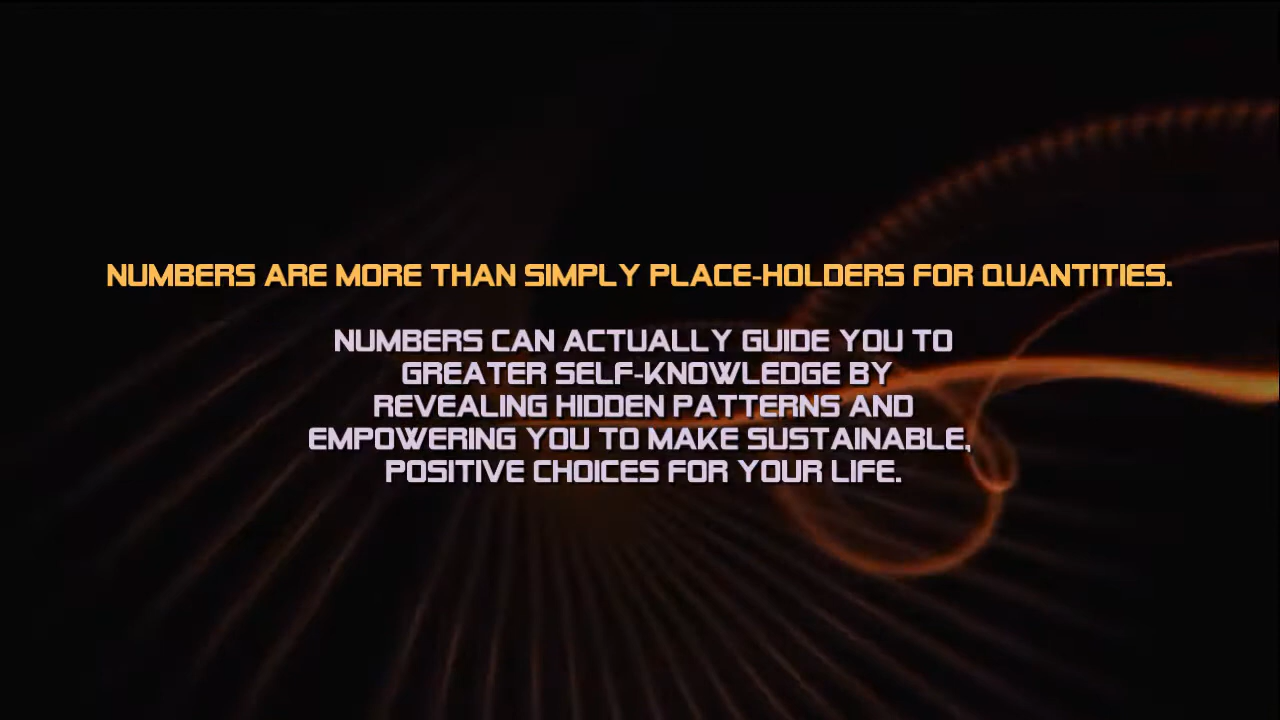 NUMBERS ARE MORE THAN SIMPLY PLACE-HOLDERS FOR QUANTITIES.
NUMBERS CAN ACTUALLY GUIDE YOU TO
GREATER SELF-KNOWLEDGE BY
REVEALING HIDDEN PATTERNS AND
EMPOWERING YOU TO MAKE SUSTAINABLE,
POSITIVE CHOICES FOR YOUR LIFE.